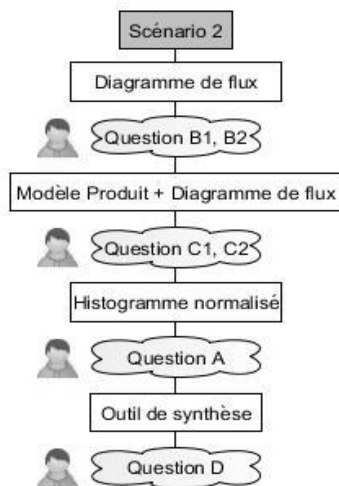 Scénario 2
Diagramme de flux
Question B1, B2
Modèle Produit + Diagramme de flux
Question C1, C2
Histogramme normalisé
Question A
Outil de synthèse
Question D